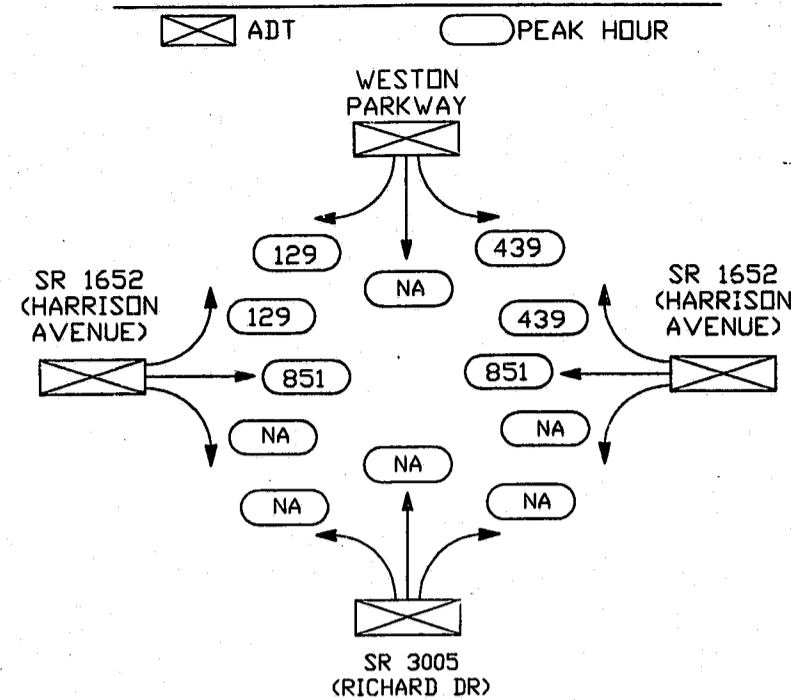 ADT PEAK HOUR
WESTON
PARKWAY
129 439
NA
SR 1652
(HARRISON
AVENUE)
SR 1652
(HARRISON
AVENUE)
129 439
851 851
NA NA
NA
NA NA
SR 3005
(RICHARD DR)